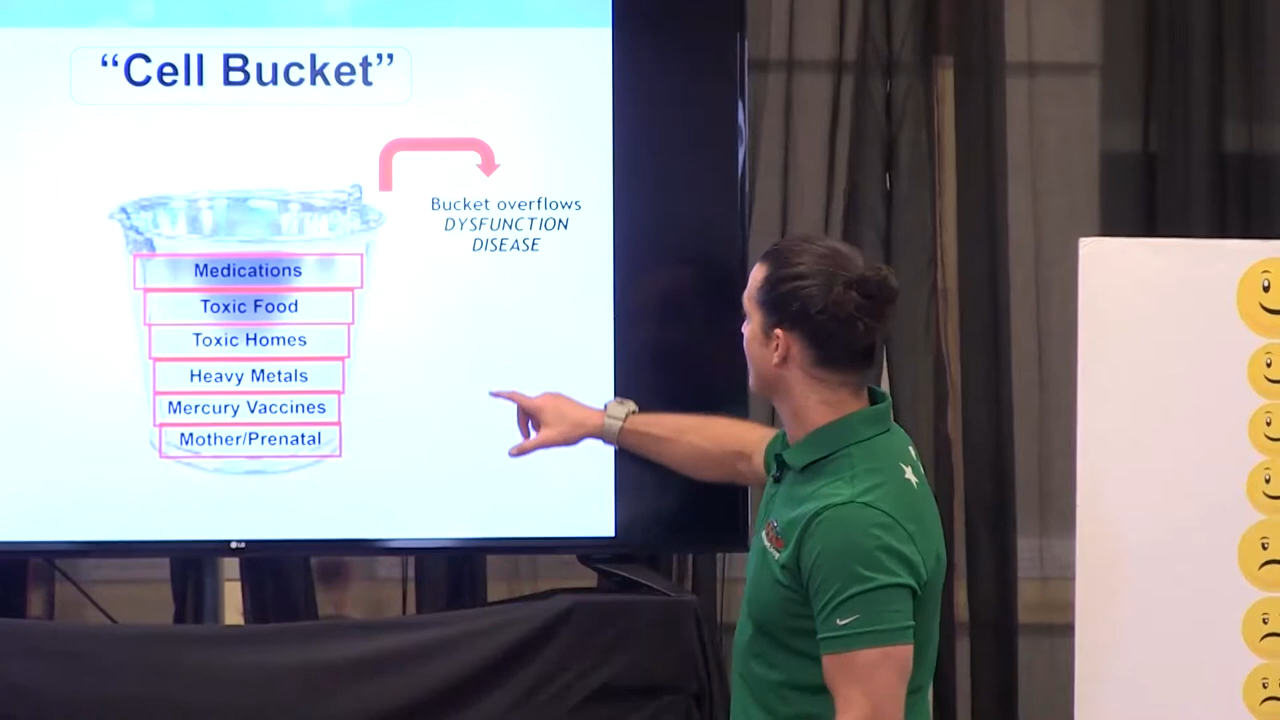 “Cell Bucket”
Bucket overflows
DYSFUNCTION
DISEASE
Medications
Toxic Food
Toxic Homes
Heavy Metals
Mercury Vaccines
Mother/Prenatal
LG